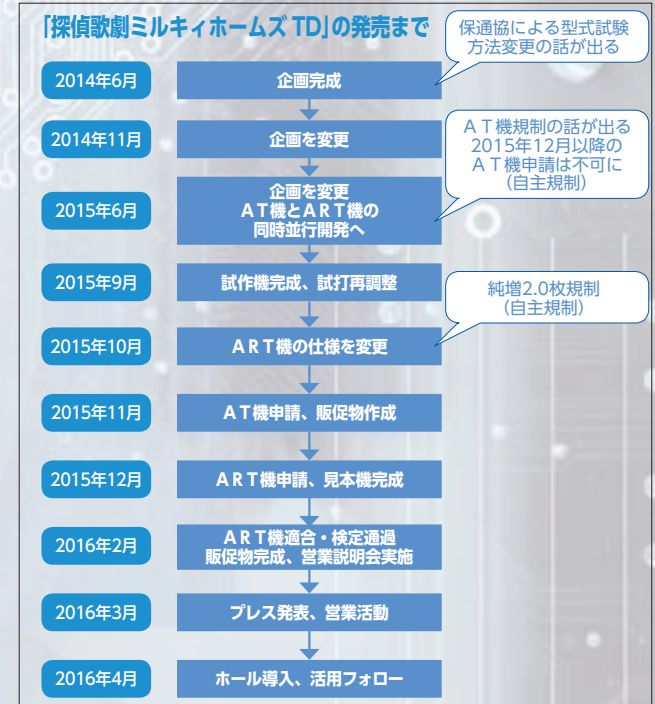 「探偵歌劇ミルキィホームズ TD」の発売まで
保通協による型式試験
方法変更の話が出る
2014年6月
企画完成
2014年11月
企画を変更
ＡＴ機規制の話が出る
2015年12月以降の
ＡＴ機申請は不可に
(自主規制)
2015年6月
企画を変更
ＡＴ機とＡＲＴ機の
同時並行開発へ
2015年9月
試作機完成、試打再調整
純増2.0枚規制
(自主規制)
2015年10月
ＡＲＴ機の仕様を変更
2015年11月
ＡＴ機申請、販促物作成
2015年12月
ＡＲＴ機申請、見本機完成
2016年2月
ＡＲＴ機適合・検定通過
販促物完成、営業説明会実施
2016年3月
プレス発表、営業活動
2016年4月
ホール導入、活用フォロー